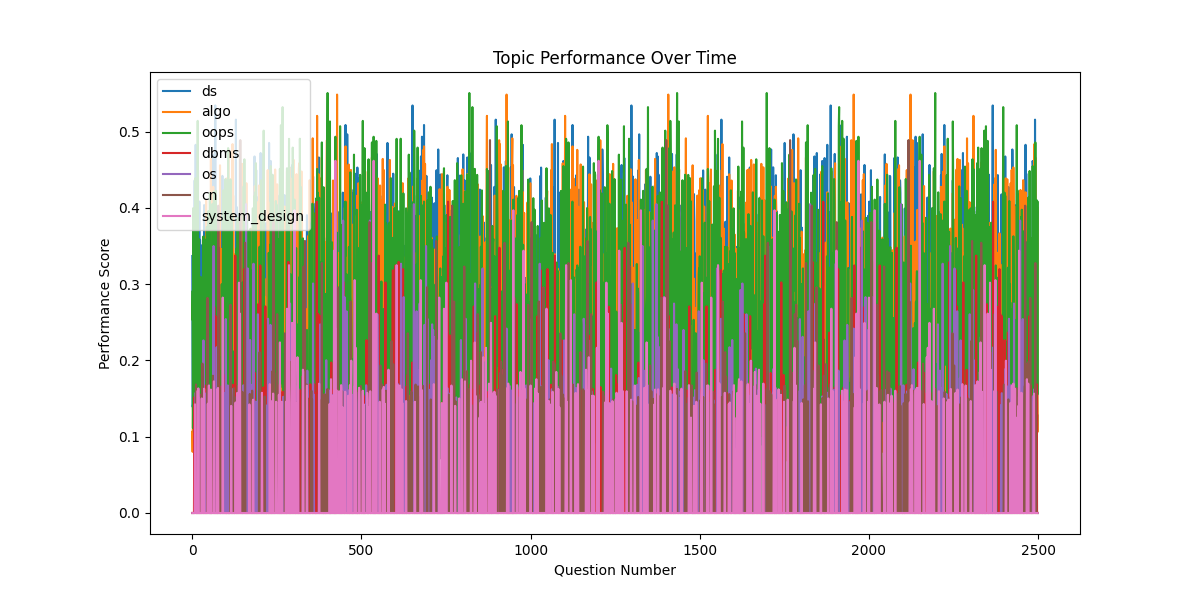 Topic Performance Over Time
ds
algo
oops
dbms
os
cn
system_design
0.5
0.4
0.3
0.2
0.1
0.0
Performance Score
0
500
1000
1500
2000
2500
Question Number